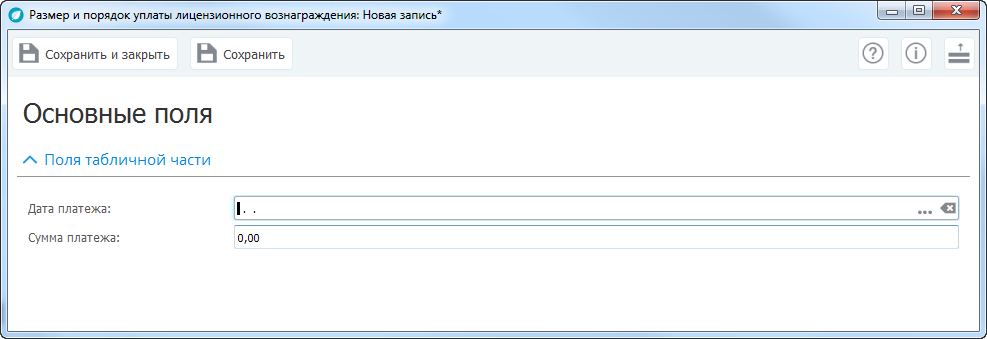 Размер и порядок уплаты лицензионного вознаграждения: Новая запись*
Сохранить и закрыть Сохранить
Основные поля
Поля табличной части
Дата платежа: . .
Сумма платежа: 0,00